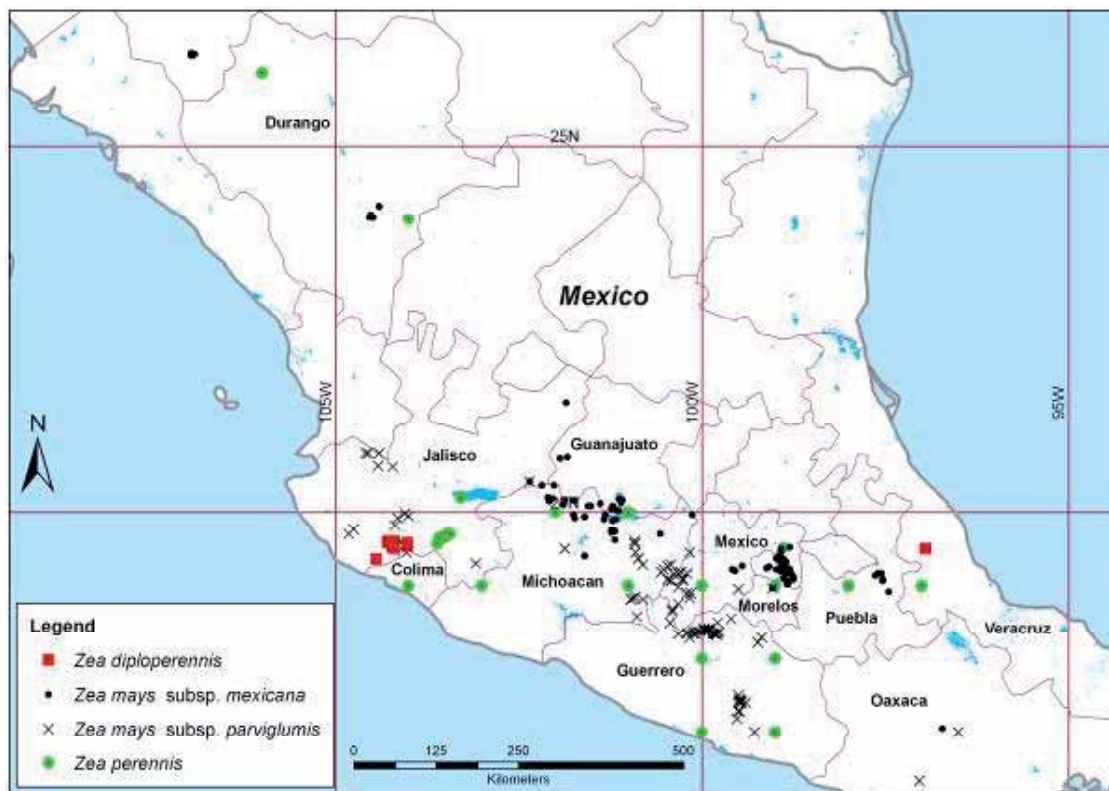 Durango
25N
Mexico
105W
100W
95W
N
Jalisco
Guanajuato
Colima
Michoacan
Mexico
Morelos
Puebla
Veracruz
Guerrero
Oaxaca
Legend
Zea diploperennis
Zea mays subsp. mexicana
Zea mays subsp. parviglumis
Zea perennis
0 125 250 500
Kilometers